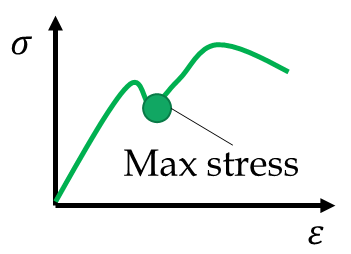 σ
Max stress
ε